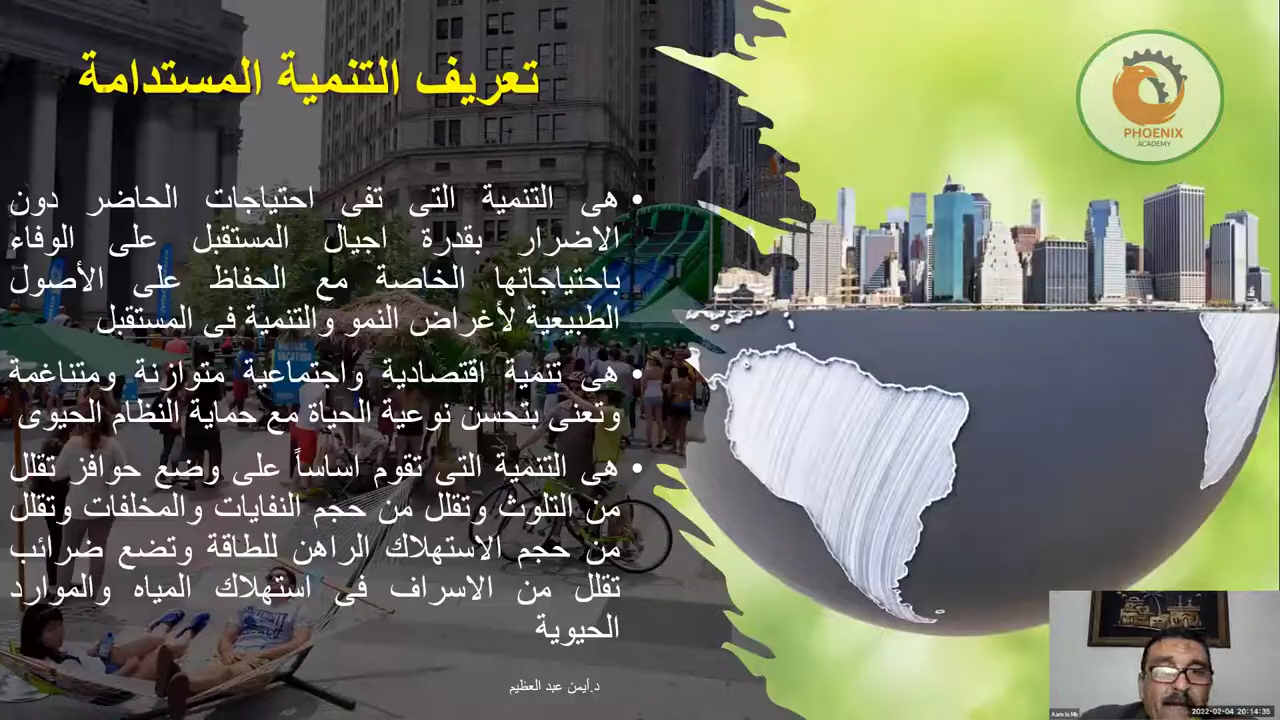 تعريف التنمية المستدامة
PHOENIX
ACADEMY
• هى التنمية التى تفى احتياجات الحاضر دون
الاضرار بقدرة اجيال المستقبل على الوفاء
باحتياجاتها الخاصة مع الحفاظ على الأصول
الطبيعية لأغراض النمو والتنمية فى المستقبل
• هى تنمية اقتصادية واجتماعية متوازنة ومتناغمة
وتعنى بتحسن نوعية الحياة مع حماية النظام الحيوى
• هى التنمية التى تقوم اساساً على وضع حوافز تقلل
من التلوث وتقلل من حجم النفايات والمخلفات وتقلل
من حجم الاستهلاك الراهن للطاقة وتضع ضرائب
تقلل من الاسراف فى استهلاك المياه والموارد
الحيوية
د.أيمن عبد العظيم
2022-02-04 20:14:35